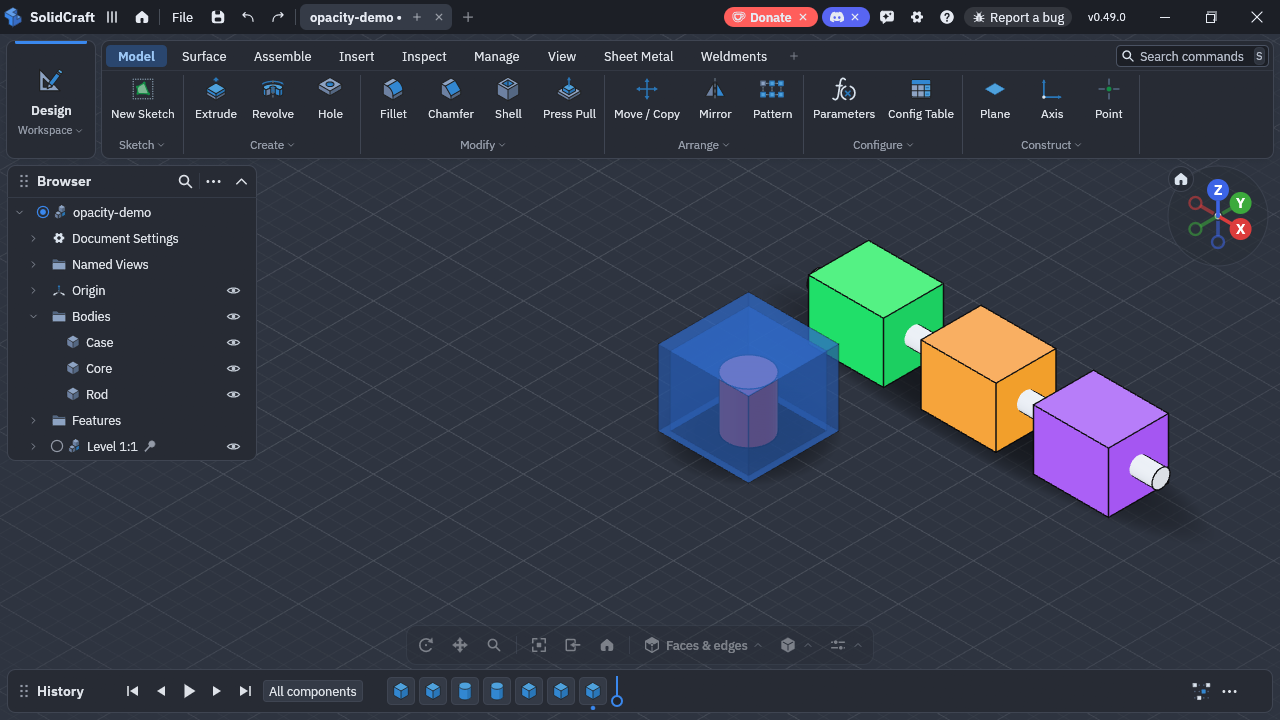 SolidCraft
File
opacity-demo •
Donate
Report a bug
v0.49.0
Design
Workspace
Model
Surface
Assemble
Insert
Inspect
Manage
View
Sheet Metal
Weldments
Search commands
S
New Sketch
Extrude
Revolve
Hole
Fillet
Chamfer
Shell
Press Pull
Move / Copy
Mirror
Pattern
Parameters
Config Table
Plane
Axis
Point
Sketch
Create
Modify
Arrange
Configure
Construct
Browser
opacity-demo
Document Settings
Named Views
Origin
Bodies
Case
Core
Rod
Features
Level 1:1
Z
Y
X
Faces & edges
History
All components